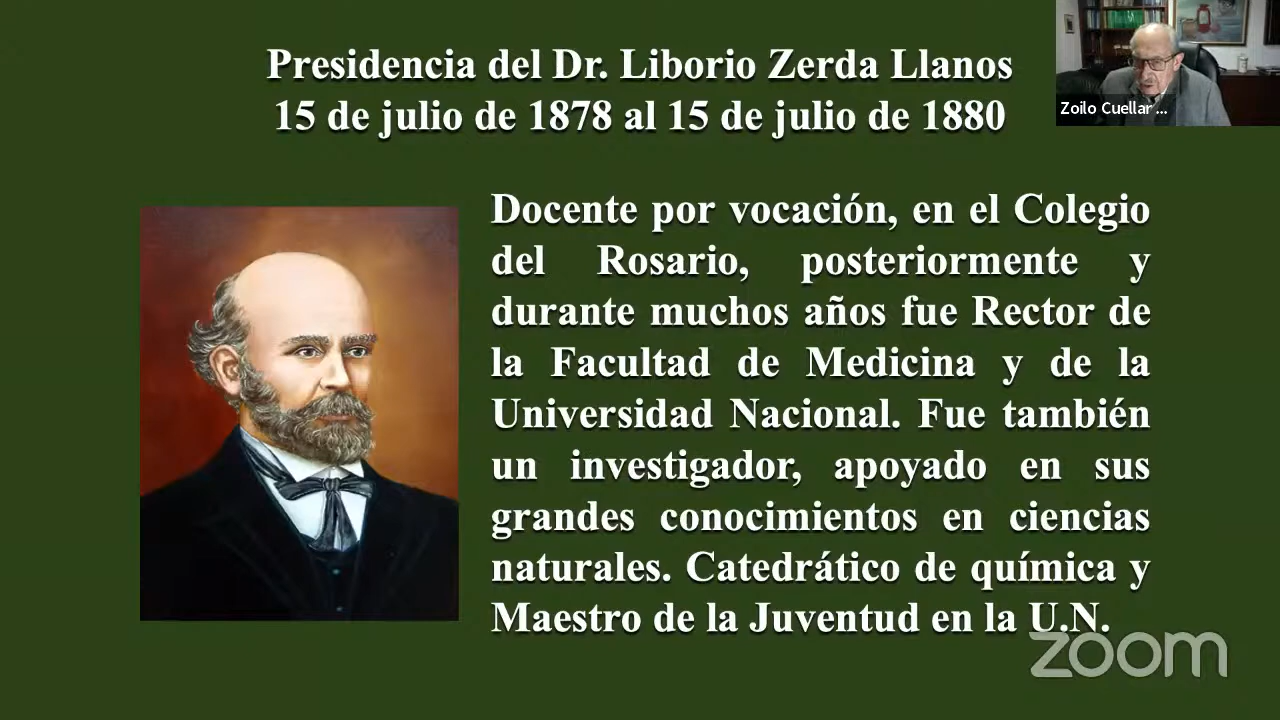 Presidencia del Dr. Liborio Zerda Llanos
15 de julio de 1878 al 15 de julio de 1880
Zoilo Cuellar ...
Docente por vocación, en el Colegio
del Rosario, posteriormente y
durante muchos años fue Rector de
la Facultad de Medicina y de la
Universidad Nacional. Fue también
un investigador, apoyado en sus
grandes conocimientos en ciencias
naturales. Catedrático de química y
Maestro de la Juventud en la U.N.
zoom